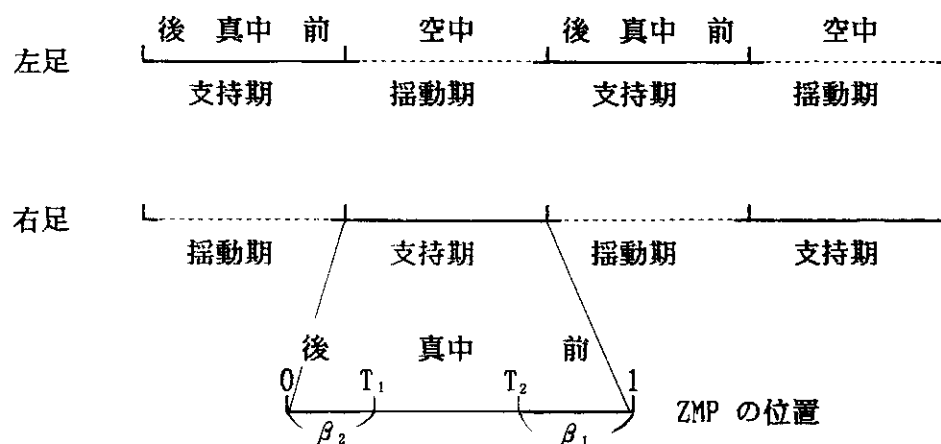 後 真中 前 空中 後 真中 前 空中
左足
支持期 揺動期 支持期 揺動期
右足
揺動期 支持期 揺動期 支持期
後 真中 前
0 T₁ T₂ 1
ZMP の位置
β₂ β₁